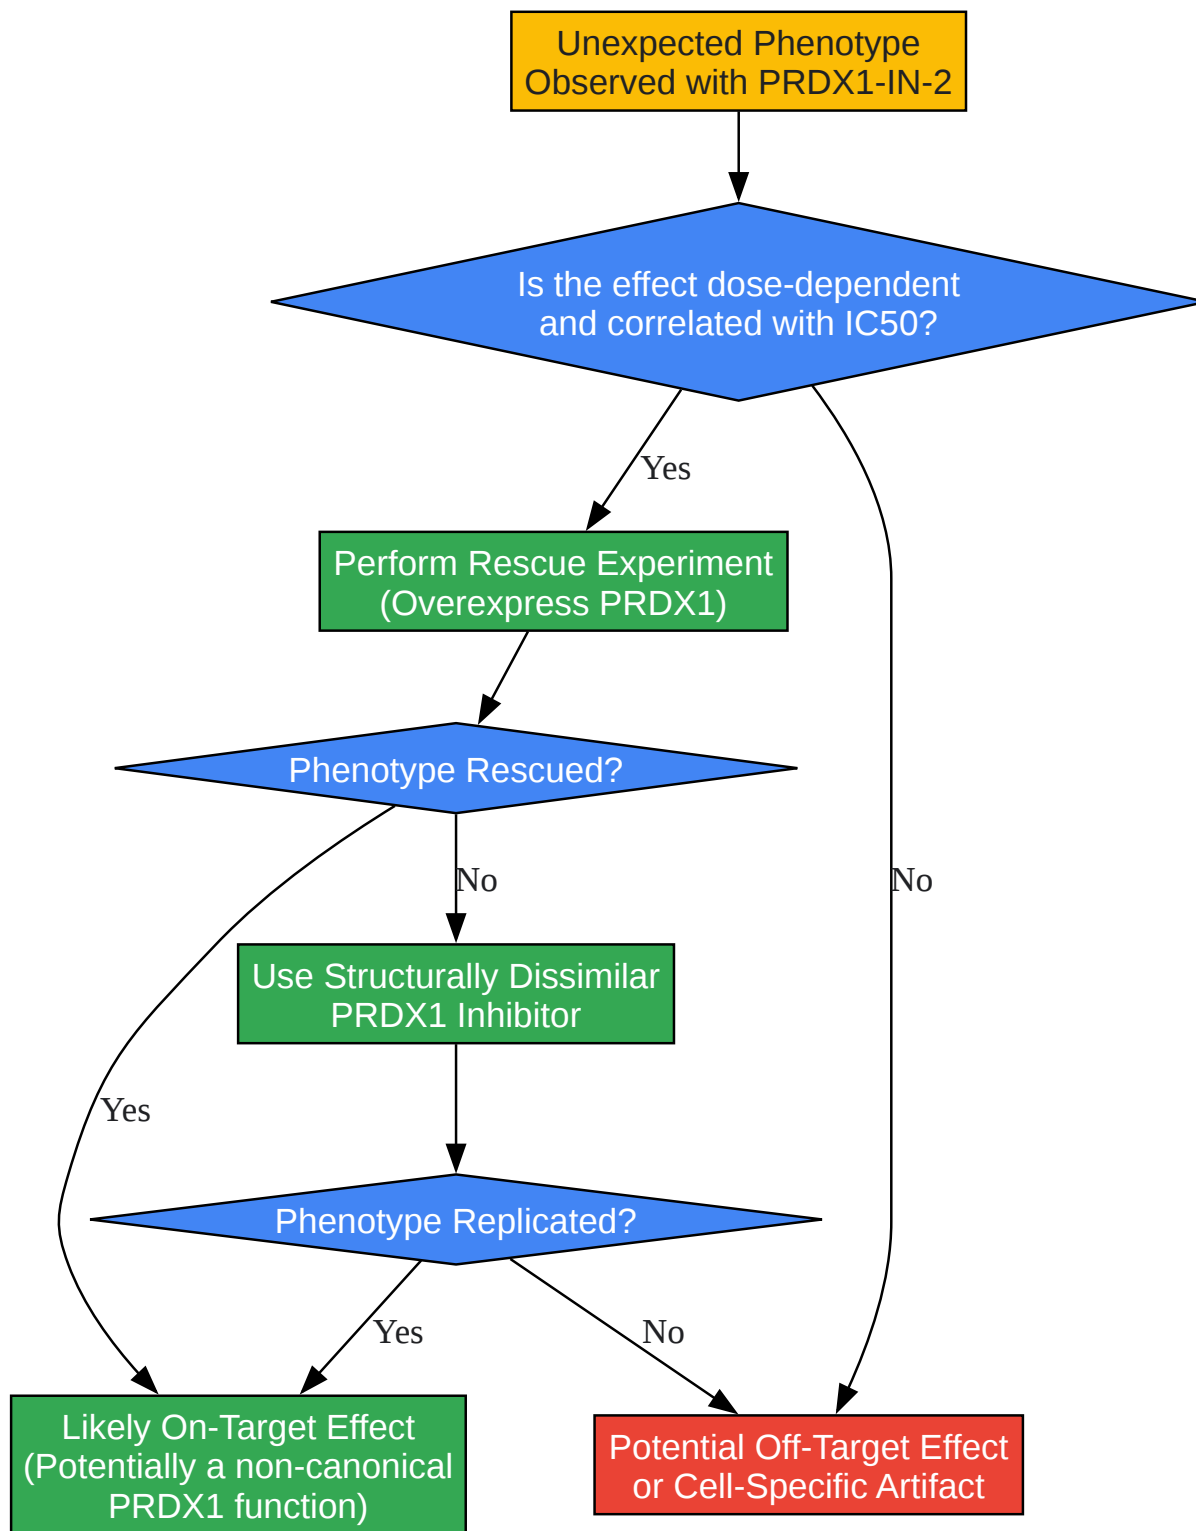 Unexpected Phenotype
Observed with PRDX1-IN-2
Is the effect dose-dependent
and correlated with IC50?
Yes
Perform Rescue Experiment
(Overexpress PRDX1)
Phenotype Rescued?
No
No
Use Structurally Dissimilar
PRDX1 Inhibitor
Yes
Phenotype Replicated?
Yes
No
Likely On-Target Effect
(Potentially a non-canonical
PRDX1 function)
Potential Off-Target Effect
or Cell-Specific Artifact